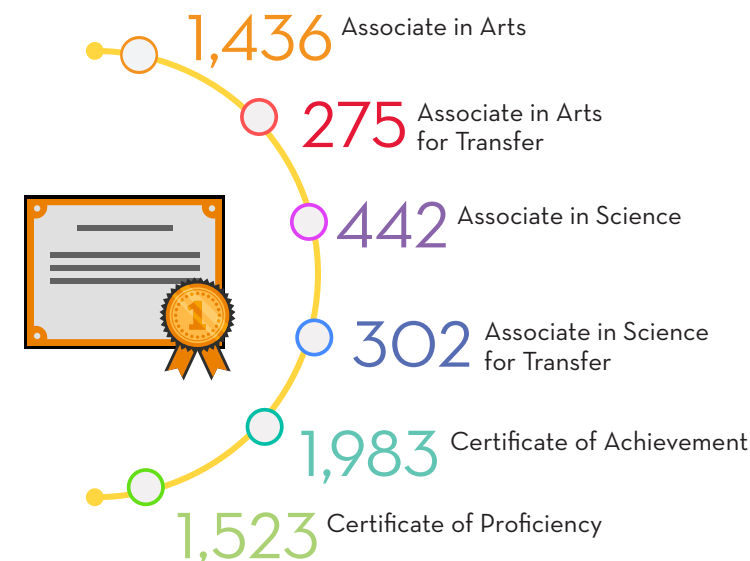 1,436 Associate in Arts
275 Associate in Arts
for Transfer
442 Associate in Science
302 Associate in Science
for Transfer
1
1,983 Certificate of Achievement
1,523 Certificate of Proficiency